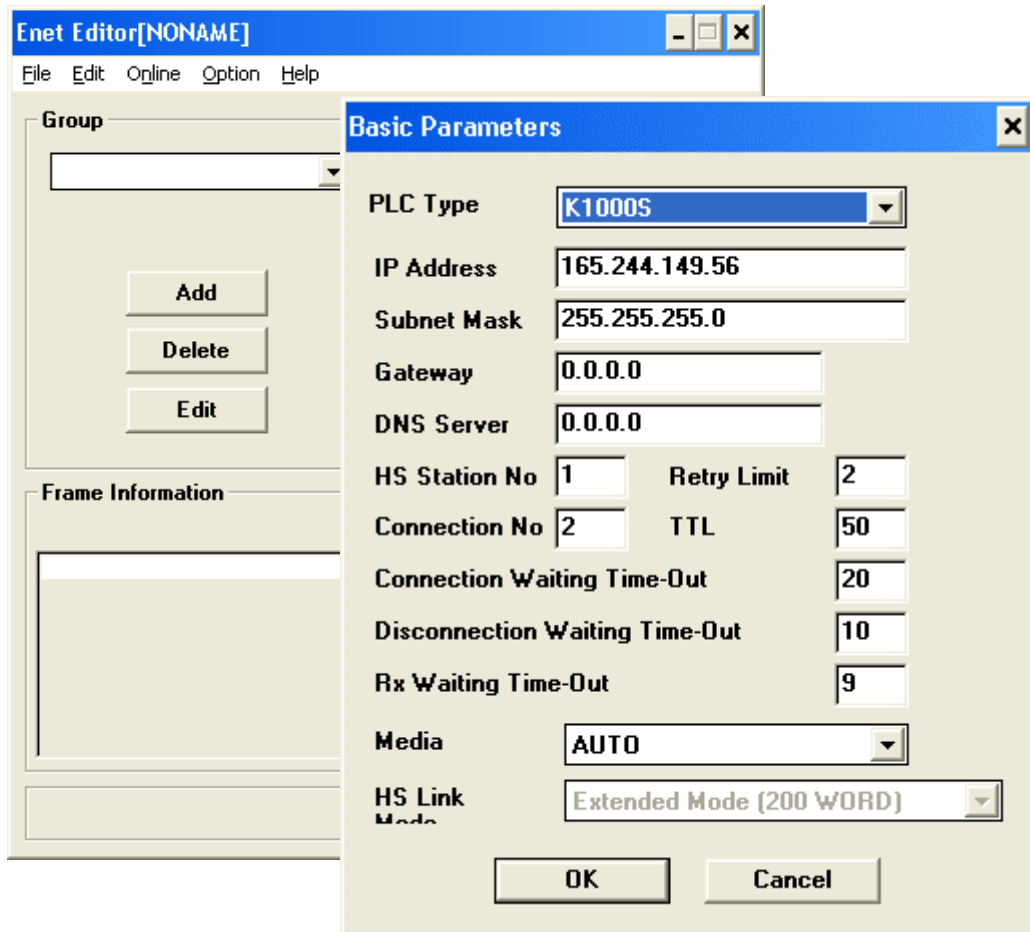 Enet Editor[NONAME]
File Edit Online Option Help
Group
Add
Delete
Edit
Frame Information
Basic Parameters
PLC Type K1000S
IP Address 165.244.149.56
Subnet Mask 255.255.255.0
Gateway 0.0.0.0
DNS Server 0.0.0.0
HS Station No 1 Retry Limit 2
Connection No 2 TTL 50
Connection Waiting Time-Out 20
Disconnection Waiting Time-Out 10
Rx Waiting Time-Out 9
Media AUTO
HS Link Extended Mode (200 WORD)
Mode
OK Cancel